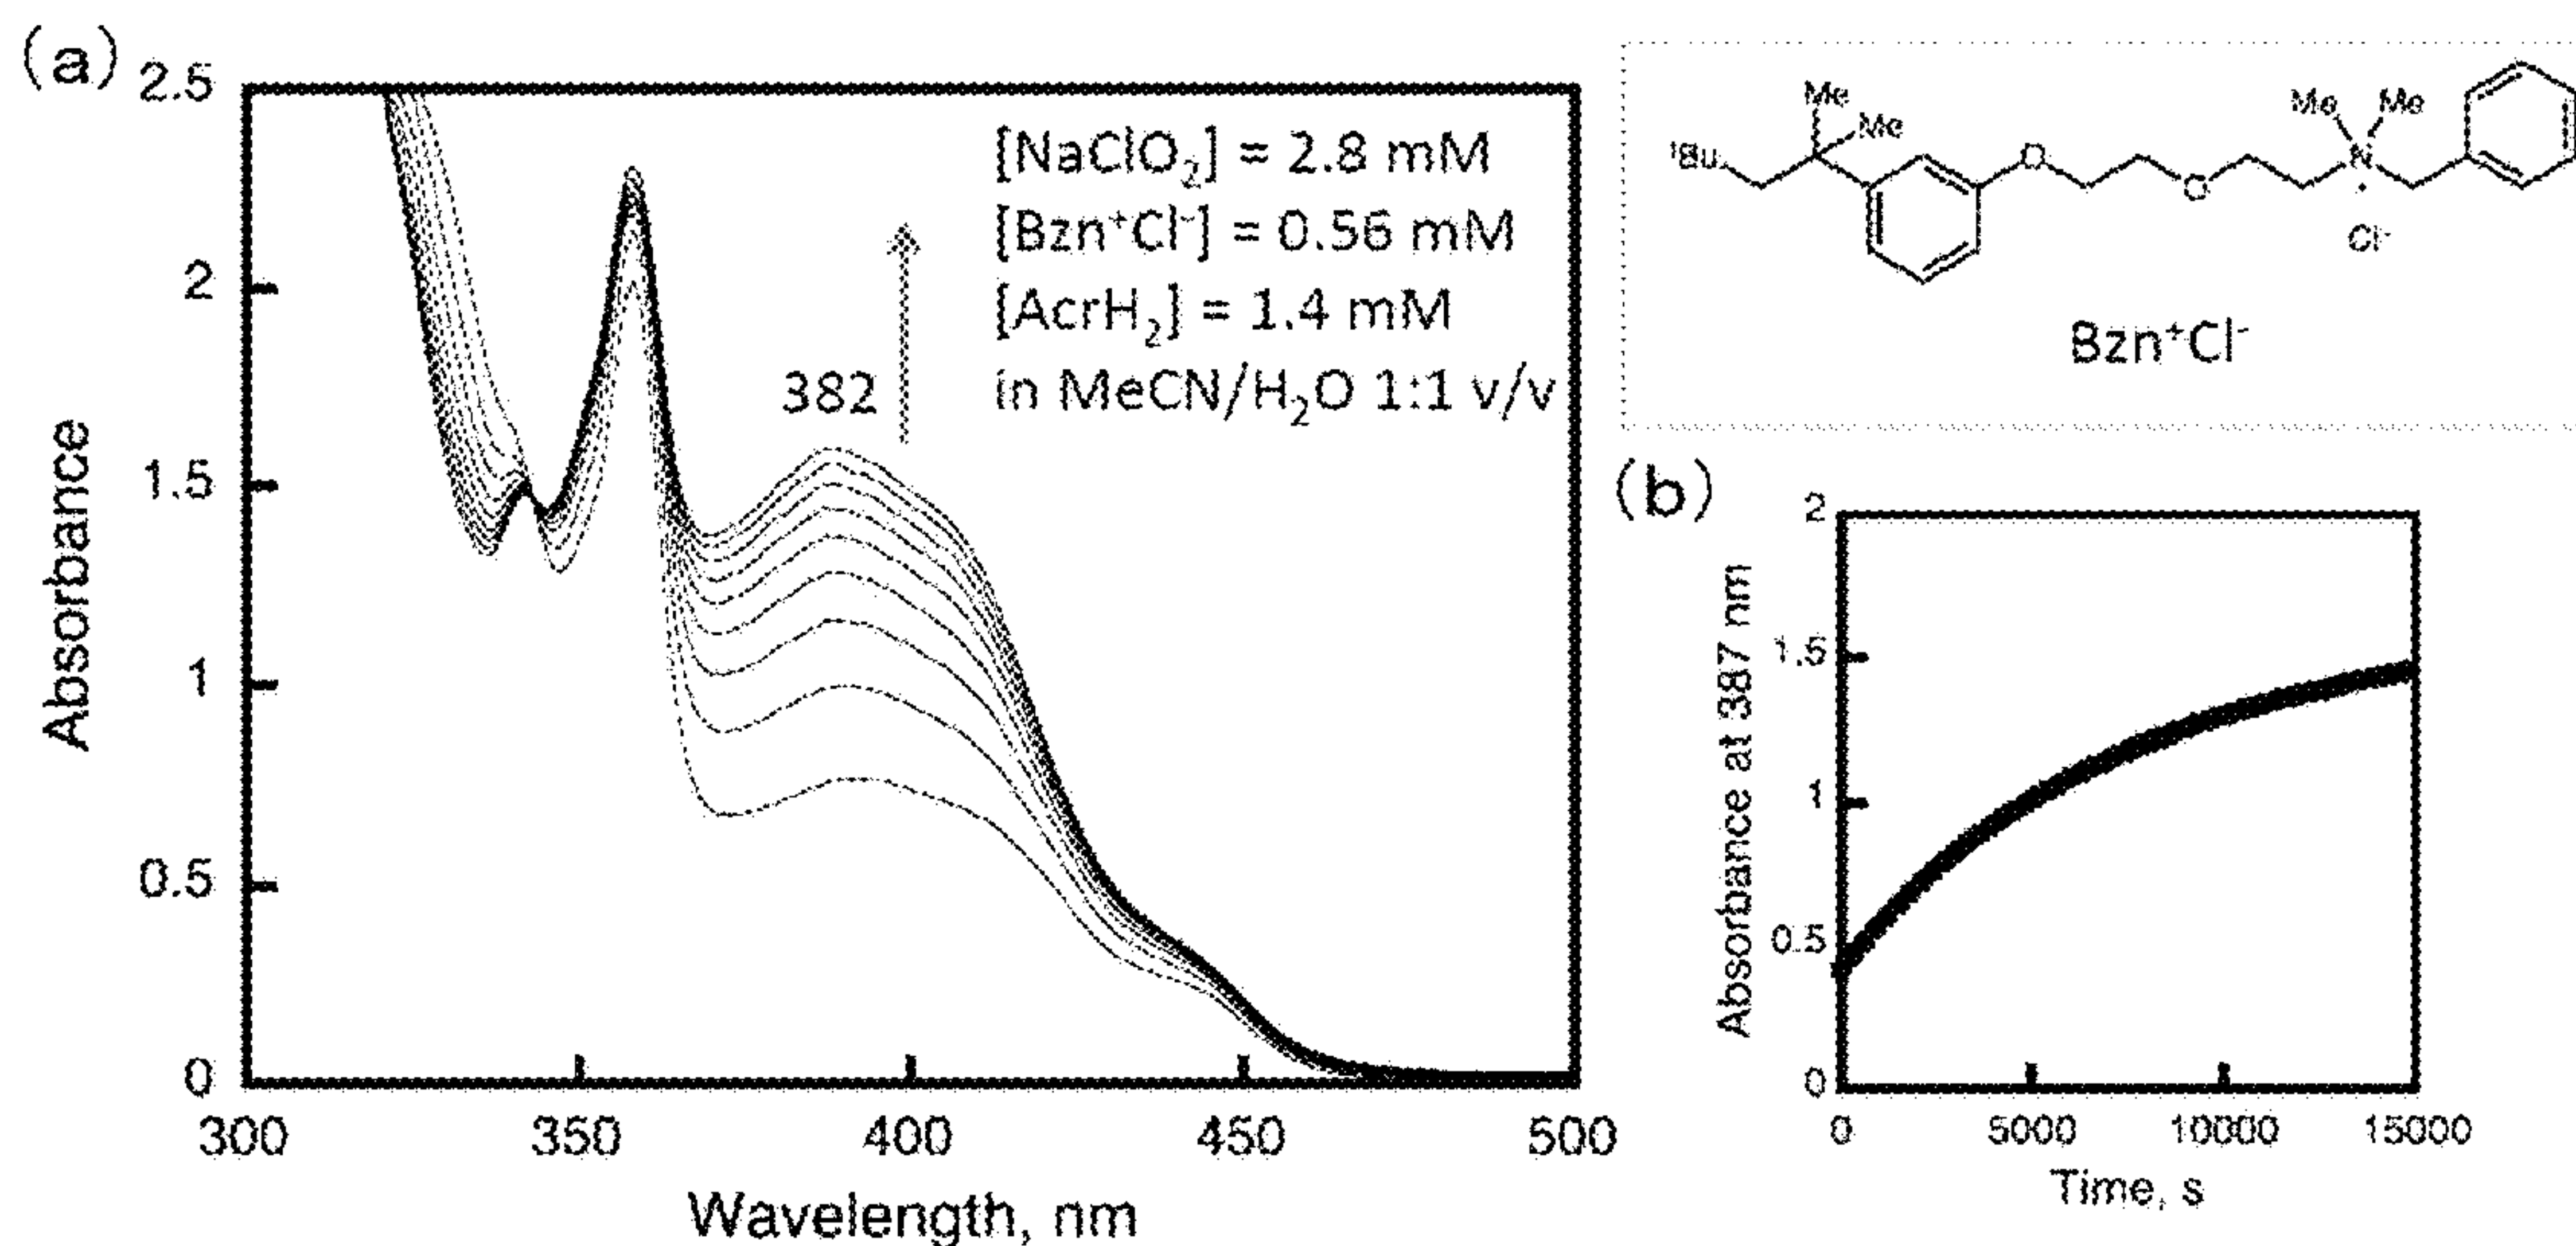 (a)
2.5
2
1.5
1
0.5
0
Absorbance
300
350
400
450
500
Wavelength, nm
382
[NaClO₂] = 2.8 mM
[Bzn⁺Cl⁻] = 0.56 mM
[AcrH₂] = 1.4 mM
in MeCN/H₂O 1:1 v/v
Me
Me
ᵗBu
O
O
Me
Me
N
Cl⁻
Bzn⁺Cl⁻
(b)
2
1.5
1
0.5
0
Absorbance at 387 nm
0
5000
10000
15000
Time, s